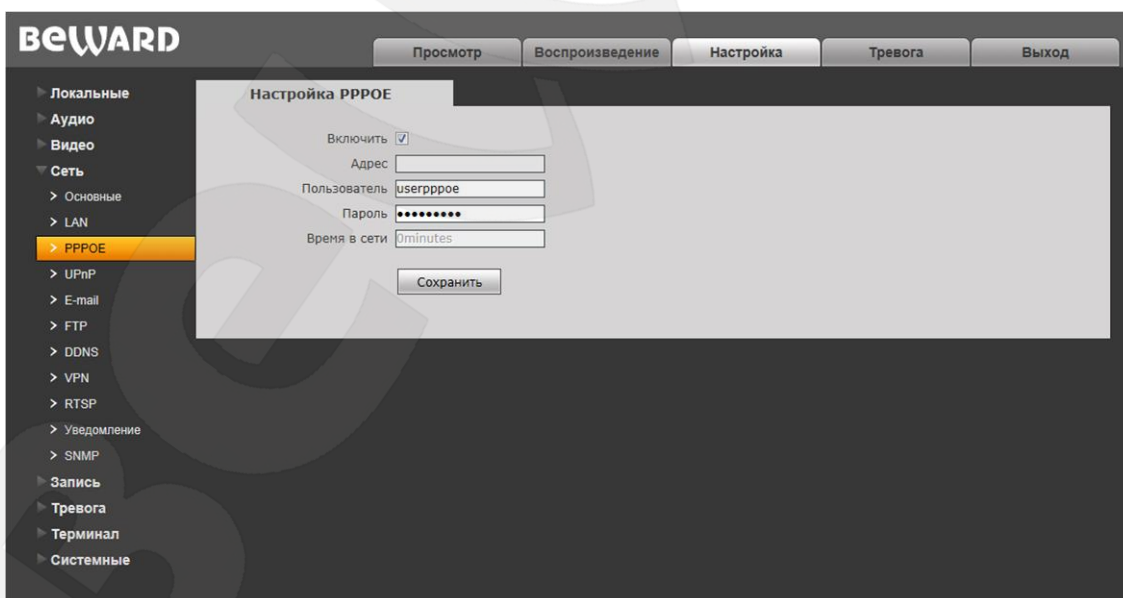 BEWARD
Просмотр Воспроизведение Настройка Тревога Выход
Локальные
Аудио
Видео
Сеть
> Основные
> LAN
> PPPOE
> UPnP
> E-mail
> FTP
> DDNS
> VPN
> RTSP
> Уведомление
> SNMP
Запись
Тревога
Терминал
Системные
Настройка PPPOE
Включить
Адрес
Пользователь userpppoe
Пароль •••••••••
Время в сети 0minutes
Сохранить